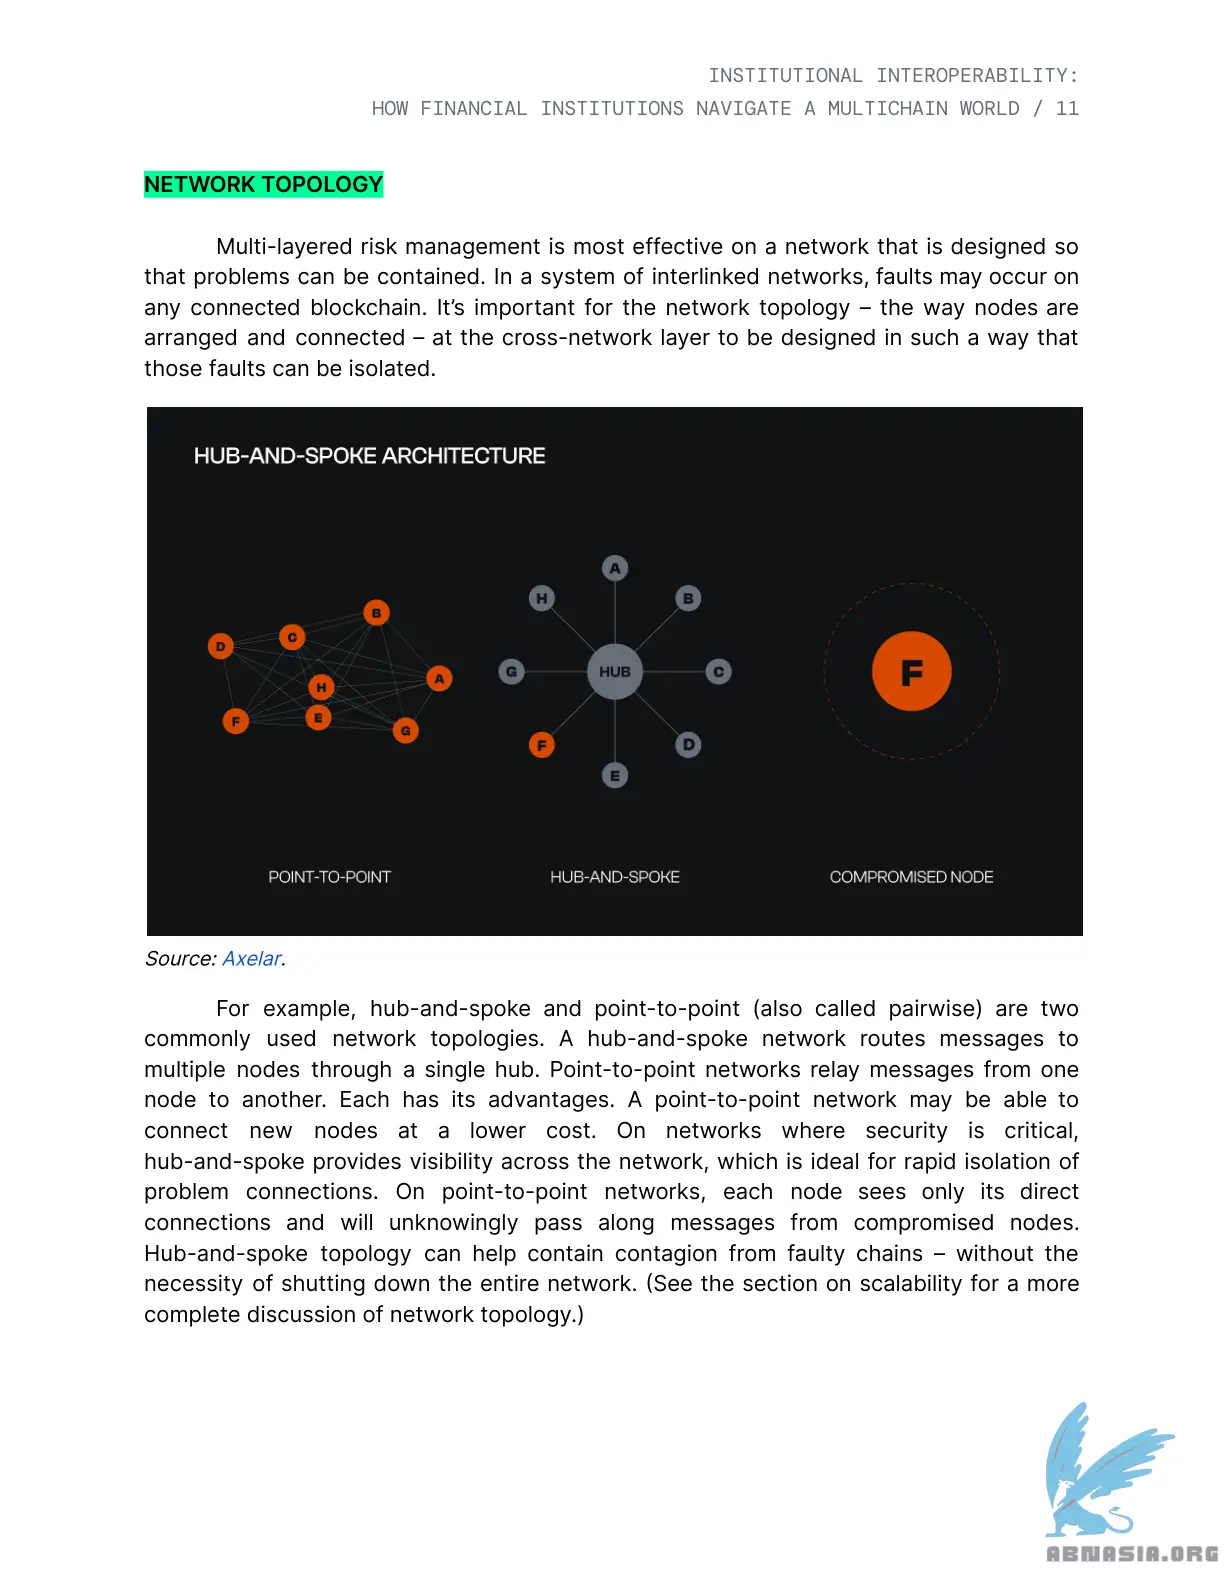 INSTITUTIONAL INTEROPERABILITY:
HOW FINANCIAL INSTITUTIONS NAVIGATE A MULTICHAIN WORLD / 11
NETWORK TOPOLOGY
Multi-layered risk management is most effective on a network that is designed so
that problems can be contained. In a system of interlinked networks, faults may occur on
any connected blockchain. It’s important for the network topology – the way nodes are
arranged and connected – at the cross-network layer to be designed in such a way that
those faults can be isolated.
HUB-AND-SPOKE ARCHITECTURE
D
C
B
H
A
F
E
G
A
H
B
G
HUB
C
F
D
E
F
POINT-TO-POINT
HUB-AND-SPOKE
COMPROMISED NODE
Source: Axelar.
For example, hub-and-spoke and point-to-point (also called pairwise) are two
commonly used network topologies. A hub-and-spoke network routes messages to
multiple nodes through a single hub. Point-to-point networks relay messages from one
node to another. Each has its advantages. A point-to-point network may be able to
connect new nodes at a lower cost. On networks where security is critical,
hub-and-spoke provides visibility across the network, which is ideal for rapid isolation of
problem connections. On point-to-point networks, each node sees only its direct
connections and will unknowingly pass along messages from compromised nodes.
Hub-and-spoke topology can help contain contagion from faulty chains – without the
necessity of shutting down the entire network. (See the section on scalability for a more
complete discussion of network topology.)
ABNASIA.ORG